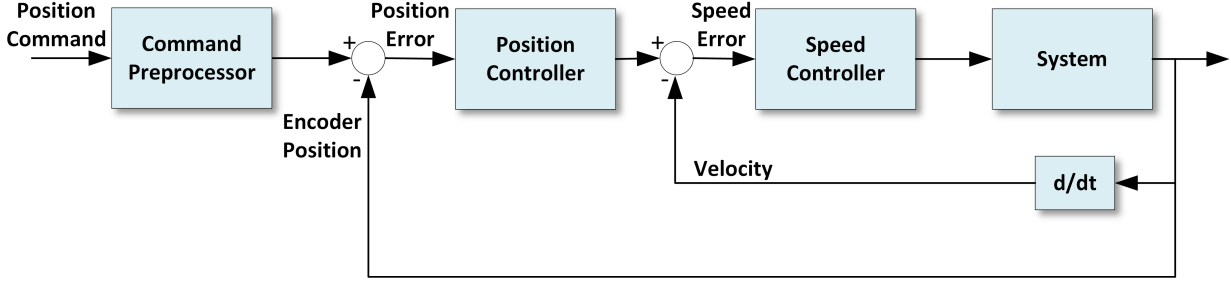 Position
Command
Command
Preprocessor
+
-
Position
Error
Encoder
Position
Position
Controller
+
-
Speed
Error
Speed
Controller
System
Velocity
d/dt